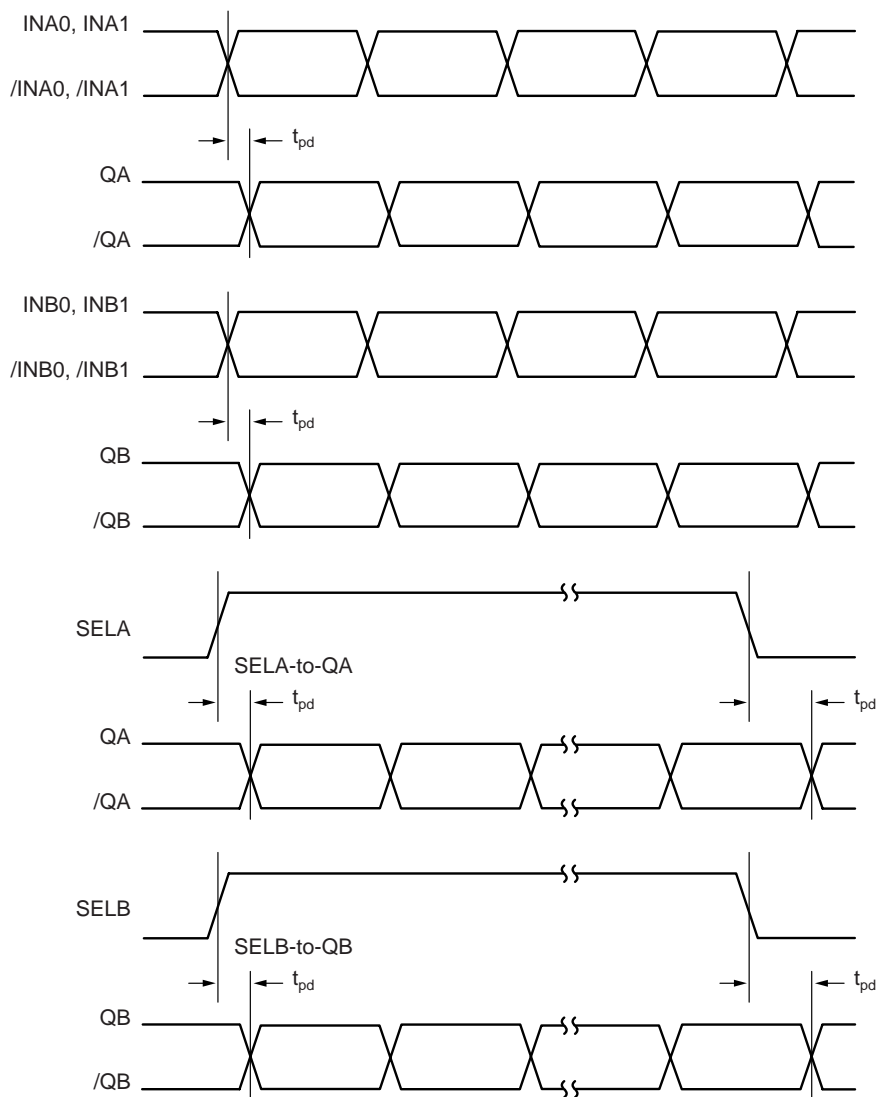 INA0, INA1
/INA0, /INA1
tpd
QA
/QA
INB0, INB1
/INB0, /INB1
tpd
QB
/QB
SELA
SELA-to-QA
tpd
tpd
QA
/QA
SELB
SELB-to-QB
tpd
tpd
QB
/QB